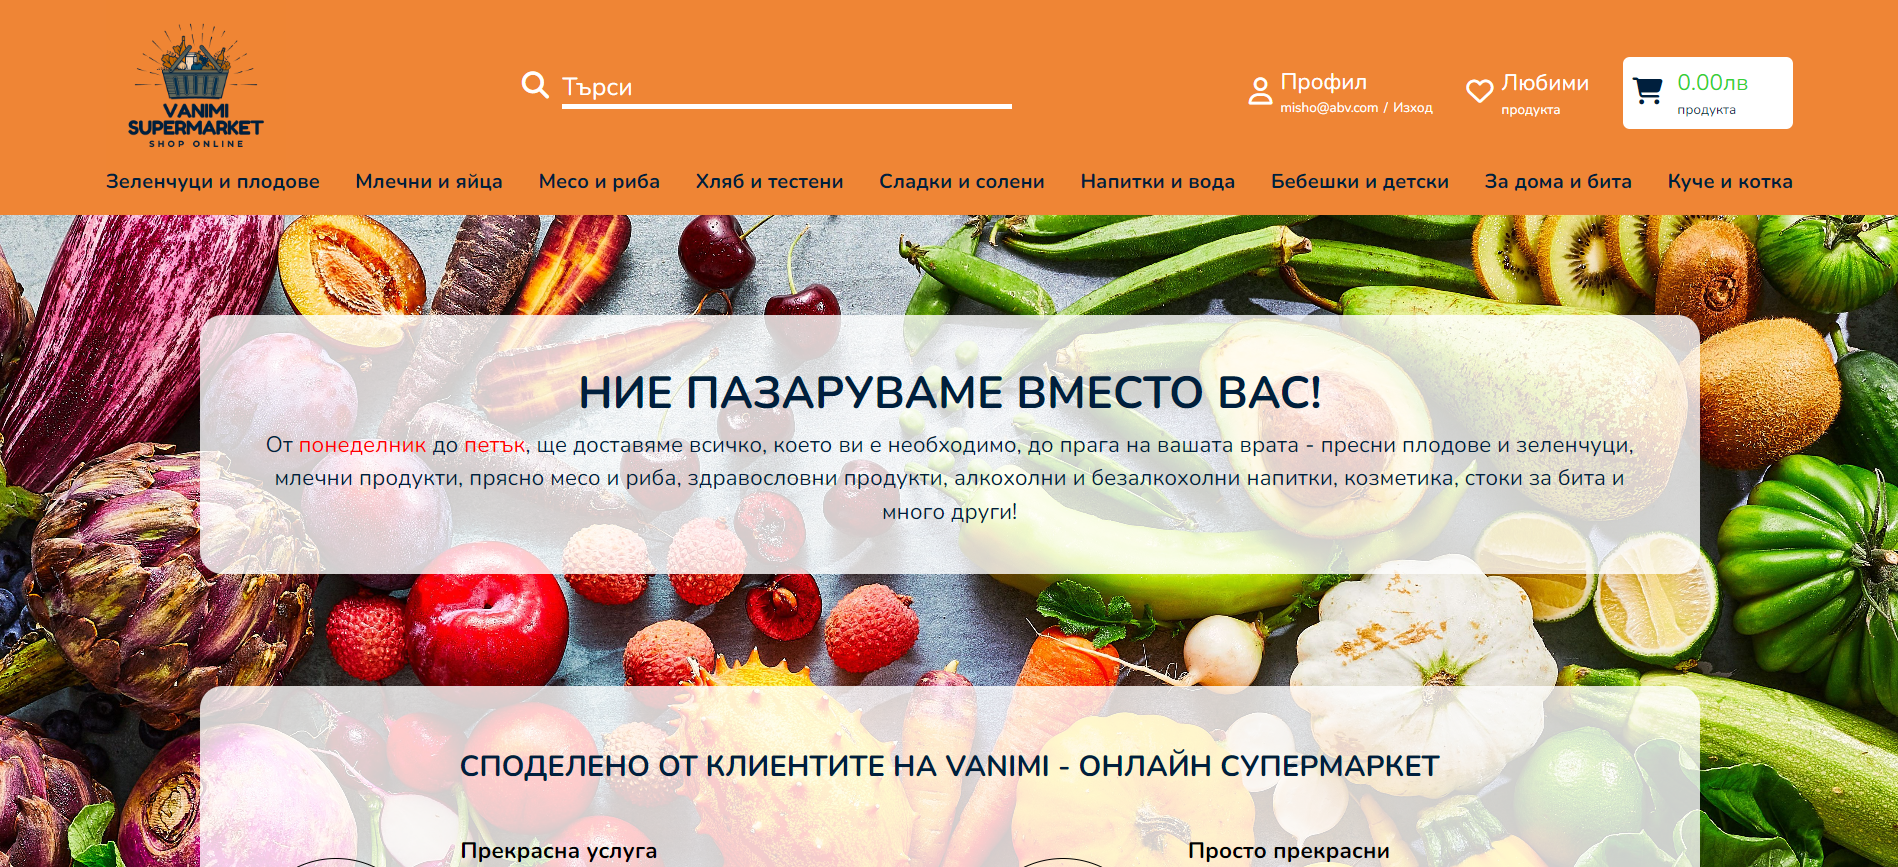 VANIMI
SUPERMARKET
SHOP ONLINE
Търси
Профил
misho@abv.com / Изход
Любими
продукта
0.00лв
продукта
Зеленчуци и плодове
Млечни и яйца
Месо и риба
Хляб и тестени
Сладки и солени
Напитки и вода
Бебешки и детски
За дома и бита
Куче и котка
НИЕ ПАЗАРУВАМЕ ВМЕСТО ВАС!
От понеделник до петък, ще доставяме всичко, което ви е необходимо, до прага на вашата врата - пресни плодове и зеленчуци,
млечни продукти, прясно месо и риба, здравословни продукти, алкохолни и безалкохолни напитки, козметика, стоки за бита и
много други!
СПОДЕЛЕНО ОТ КЛИЕНТИТЕ НА VANIMI - ОНЛАЙН СУПЕРМАРКЕТ
Прекрасна услуга
Просто прекрасни